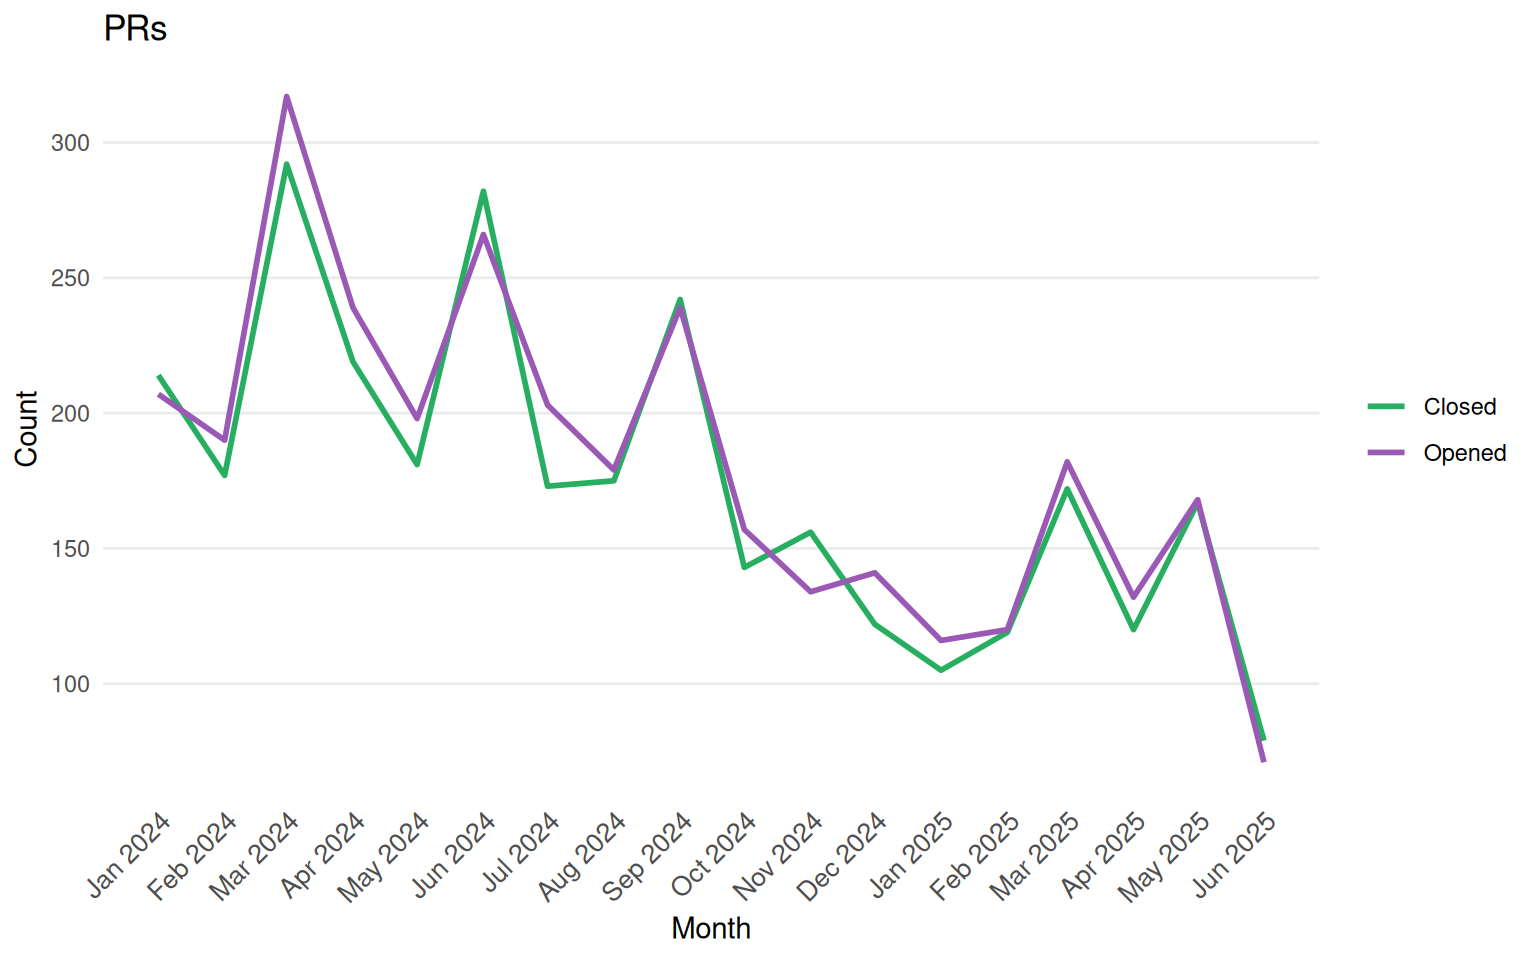 PRs
300
250
200
150
100
Count
Jan 2024
Feb 2024
Mar 2024
Apr 2024
May 2024
Jun 2024
Jul 2024
Aug 2024
Sep 2024
Oct 2024
Nov 2024
Dec 2024
Jan 2025
Feb 2025
Mar 2025
Apr 2025
May 2025
Jun 2025
Month
Closed
Opened